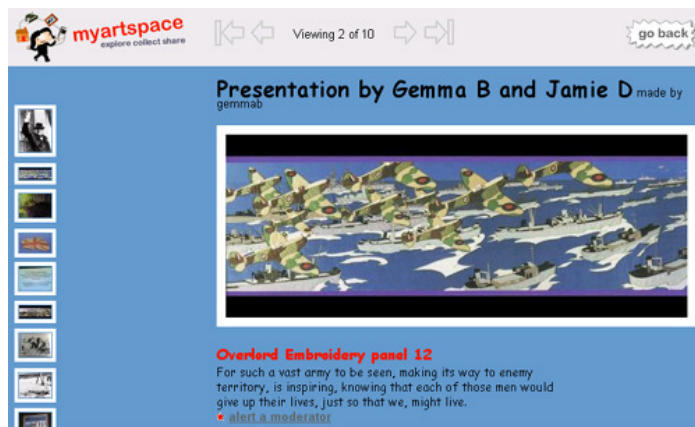 myartspace
explore collect share
Viewing 2 of 10
go back
Presentation by Gemma B and Jamie D made by
gemmab
Overlord Embroidery panel 12
For such a vast army to be seen, making its way to enemy
territory, is inspiring, knowing that each of those men would
give up their lives, just so that we, might live.
alert a moderator